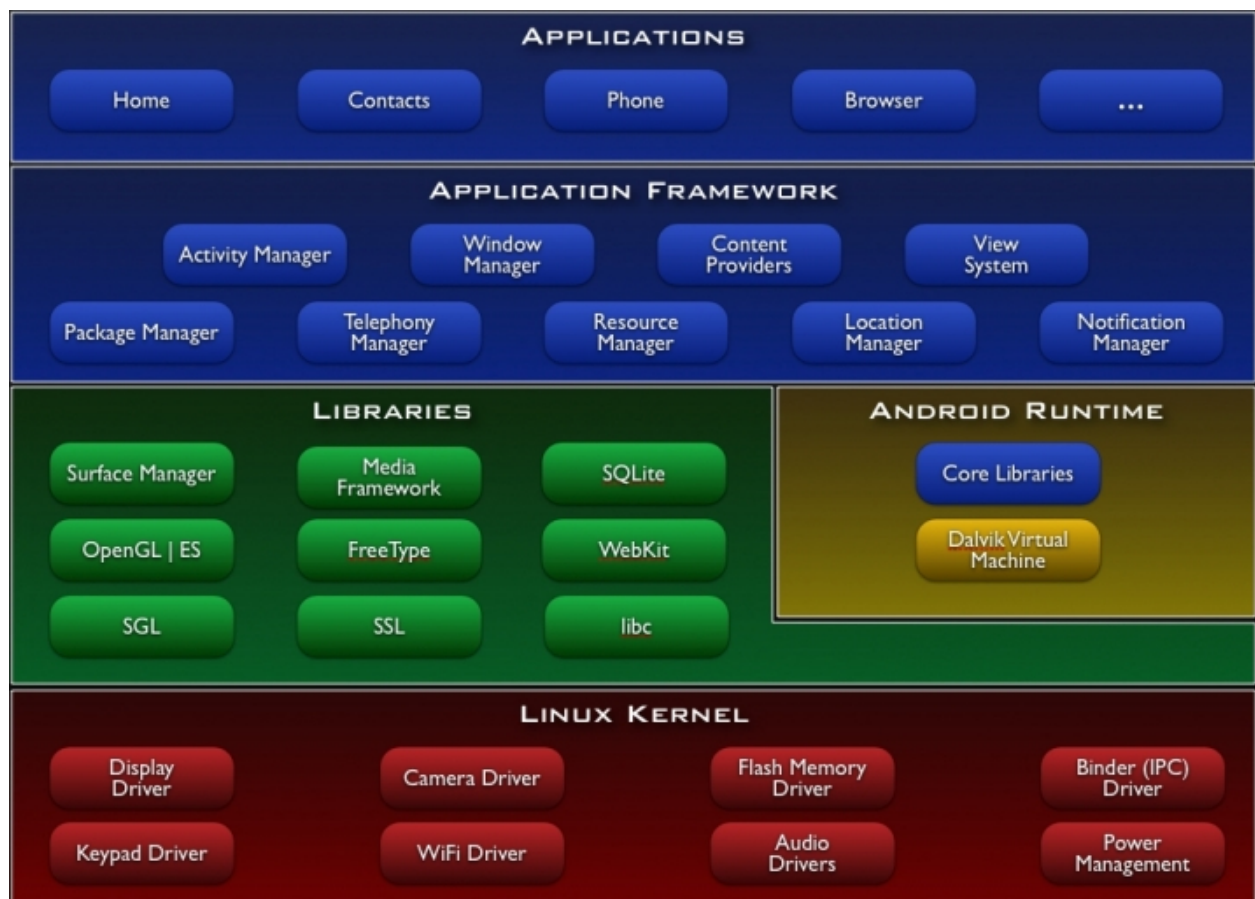 APPLICATIONS
Home
Contacts
Phone
Browser
...
APPLICATION FRAMEWORK
Activity Manager
Window
Manager
Content
Providers
View
System
Package Manager
Telephony
Manager
Resource
Manager
Location
Manager
Notification
Manager
LIBRARIES
Surface Manager
Media
Framework
SQLite
OpenGL | ES
FreeType
WebKit
SGL
SSL
libc
ANDROID RUNTIME
Core Libraries
Dalvik Virtual
Machine
LINUX KERNEL
Display
Driver
Camera Driver
Flash Memory
Driver
Binder (IPC)
Driver
Keypad Driver
WiFi Driver
Audio
Drivers
Power
Management